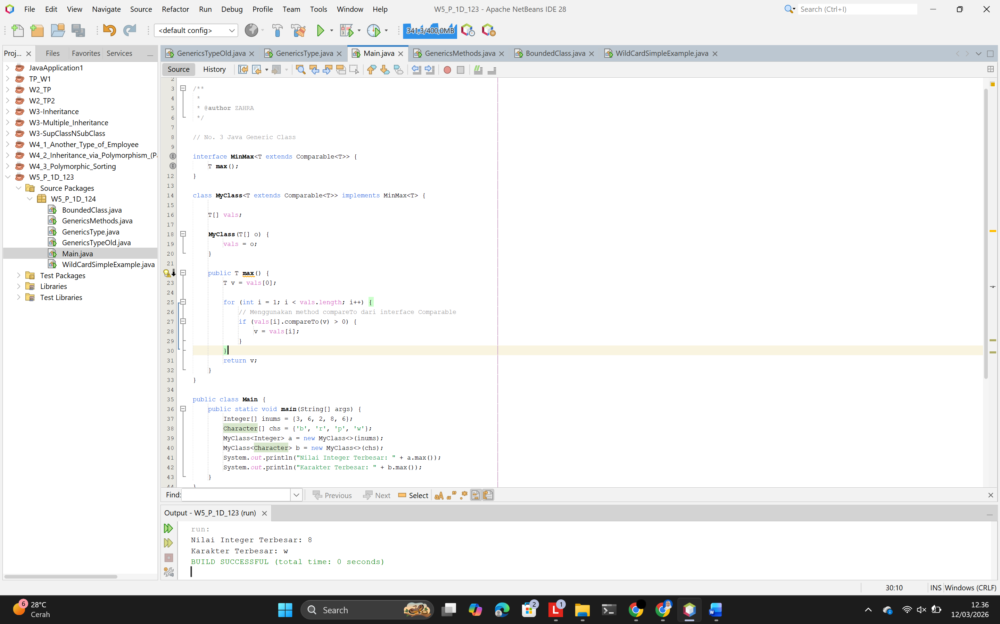 File Edit View Navigate Source Refactor Run Debug Profile Team Tools Window Help
W5_P_1D_123 - Apache NetBeans IDE 28
Search (Ctrl+I)
<default config>
341,3/400,0MB
Proj... Files Favorites Services
GenericsTypeOld.java GenericsType.java Main.java GenericsMethods.java BoundedClass.java WildCardSimpleExample.java
Source History
JavaApplication1
TP_W1
W2_TP
W2_TP2
W3-Inheritance
W3-Multiple_Inheritance
W3-SupClassNSubClass
W4_1_Another_Type_of_Employee
W4_2_Inheritance_via_Polymorphism_(P
W4_3_Polymorphic_Sorting
W5_P_1D_123
Source Packages
W5_P_1D_124
BoundedClass.java
GenericsMethods.java
GenericsType.java
GenericsTypeOld.java
Main.java
WildCardSimpleExample.java
Test Packages
Libraries
Test Libraries
2
3 /**
4 *
5 * @author ZAHRA
6 */
7
8 // No. 3 Java Generic Class
9
interface MinMax<T extends Comparable<T>> {
T max();
12 }
13
14 class MyClass<T extends Comparable<T>> implements MinMax<T> {
15
16 T[] vals;
17
18 MyClass(T[] o) {
19 vals = o;
20 }
21
public T max() {
23 T v = vals[0];
24
25 for (int i = 1; i < vals.length; i++) {
26 // Menggunakan method compareTo dari interface Comparable
27 if (vals[i].compareTo(v) > 0) {
28 v = vals[i];
29 }
30 }
31 return v;
32 }
33 }
34
35 public class Main {
36 public static void main(String[] args) {
37 Integer[] inums = {3, 6, 2, 8, 6};
38 Character[] chs = {'b', 'r', 'p', 'w'};
39 MyClass<Integer> a = new MyClass<>(inums);
40 MyClass<Character> b = new MyClass<>(chs);
41 System.out.println("Nilai Integer Terbesar: " + a.max());
42 System.out.println("Karakter Terbesar: " + b.max());
43 }
44 }
Find: Previous Next Select
Output - W5_P_1D_123 (run)
run:
Nilai Integer Terbesar: 8
Karakter Terbesar: w
BUILD SUCCESSFUL (total time: 0 seconds)
30:10 INS Windows (CRLF)
6 28°C
Cerah
Search
2
1
12.36
12/03/2026